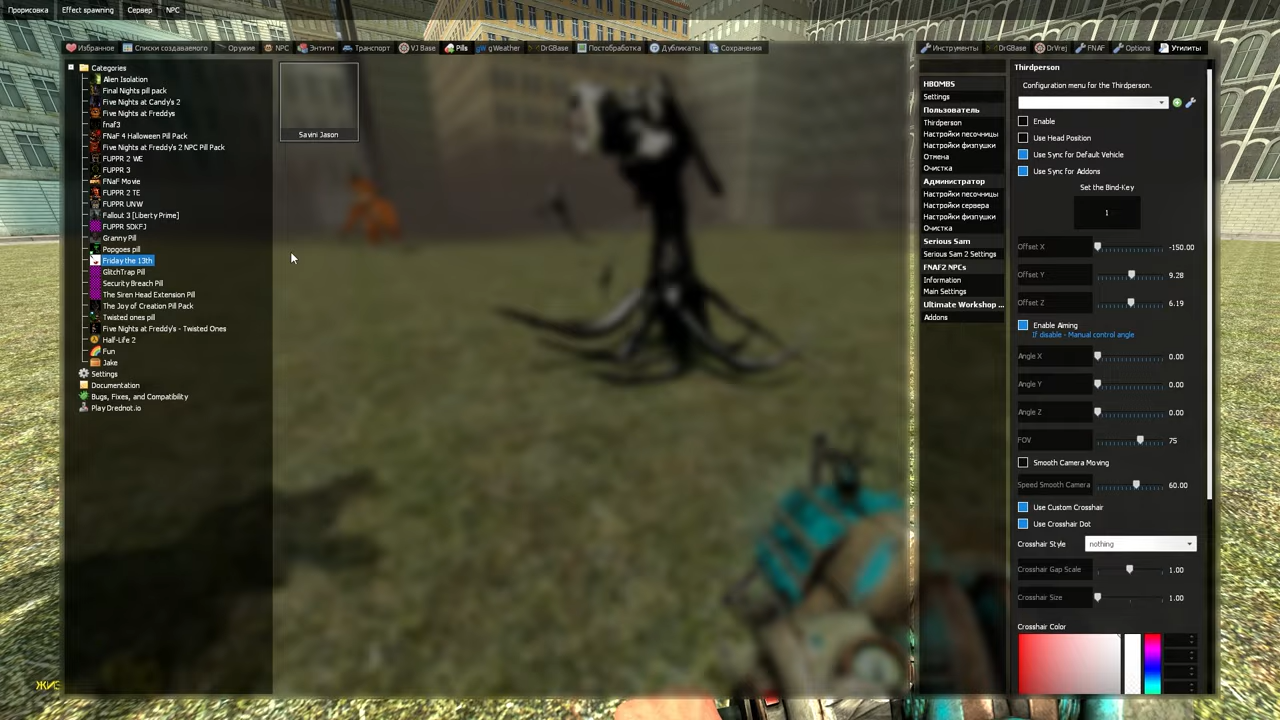 Прорисовка Effect spawning Сервер NPC
Избранное Списки создаваемого Оружие NPC Энтити Транспорт VJ Base Pills gWeather DrGBase Постобработка Дубликаты Сохранения
Categories
Alien Isolation
Final Nights pill pack
Five Nights at Candy's 2
Five Nights at Freddys
fnaf3
FNAF 4 Halloween Pill Pack
Five Nights at Freddy's 2 NPC Pill Pack
FUPPR 2 WE
FUPPR 3
FNaF Movie
FUPPR 2 TE
FUPPR UNW
Fallout 3 [Liberty Prime]
FUPPR SDKFJ
Granny Pill
Popgoes pill
Friday the 13th
GlitchTrap Pill
Security Breach Pill
The Siren Head Extension Pill
The Joy of Creation Pill Pack
Twisted ones pill
Five Nights at Freddy's - Twisted Ones
Half-Life 2
Fun
Jake
Settings
Documentation
Bugs, Fixes, and Compatibility
Play Drednot.io
Savini Jason
Инструменты DrGBase DrVrej FNAF Options Утилиты
HBOMBS
Settings
Пользователь
Thirdperson
Настройки песочницы
Настройки физпушки
Отмена
Очистка
Администратор
Настройки песочницы
Настройки сервера
Настройки физпушки
Очистка
Serious Sam
Serious Sam 2 Settings
FNAF2 NPCs
Information
Main Settings
Ultimate Workshop ...
Addons
Thirdperson
Configuration menu for the Thirdperson.
Enable
Use Head Position
Use Sync for Default Vehicle
Use Sync for Addons
Set the Bind-Key
1
Offset X -150.00
Offset Y 9.28
Offset Z 6.19
Enable Aiming
If disable - Manual control angle
Angle X 0.00
Angle Y 0.00
Angle Z 0.00
FOV 75
Smooth Camera Moving
Speed Smooth Camera 60.00
Use Custom Crosshair
Use Crosshair Dot
Crosshair Style nothing
Crosshair Gap Scale 1.00
Crosshair Size 1.00
Crosshair Color